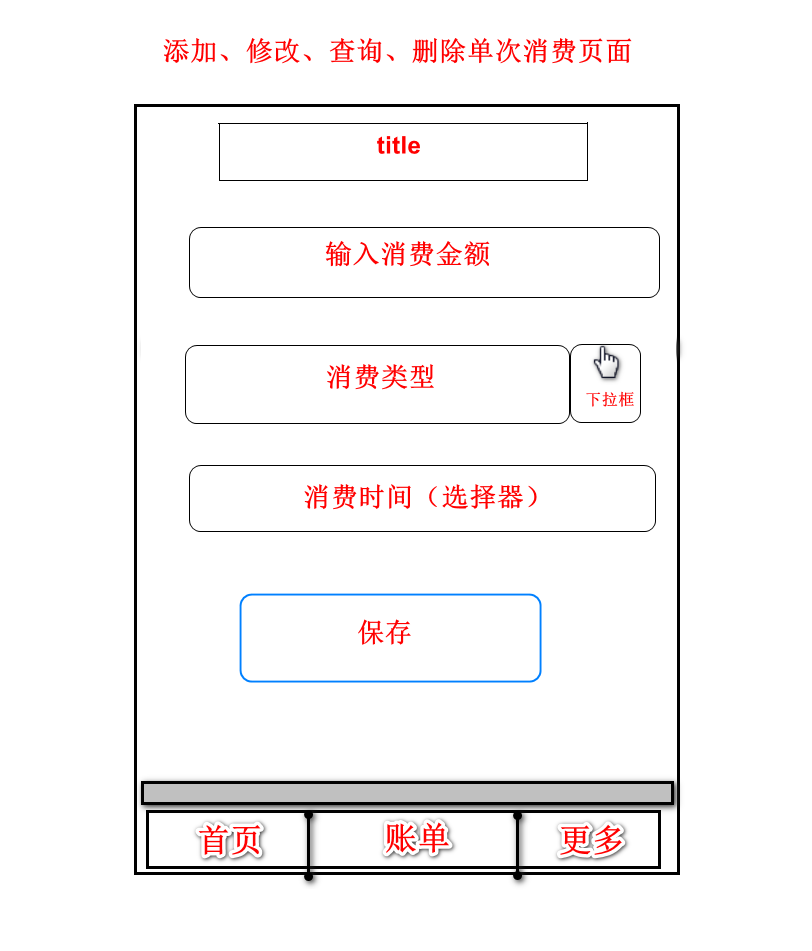 添加、修改、查询、删除单次消费页面
title
输入消费金额
消费类型
下拉框
消费时间（选择器）
保存
首页 账单 更多